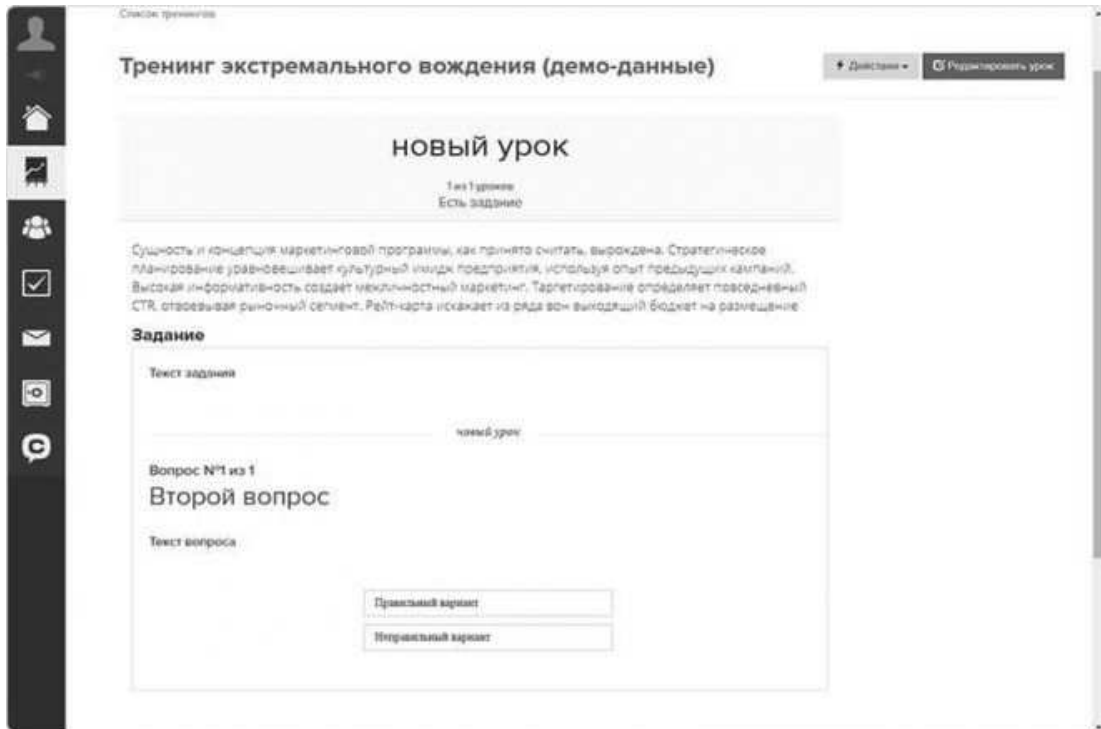 Список тренингов
Тренинг экстремального вождения (демо-данные)
Действия
Редактировать урок
новый урок
1 из 1 уроков
Есть задание
Сущность и концепция маркетинговой программы, как принято считать, вырождена. Стратегическое
планирование уравновешивает культурный имидж предприятия, используя опыт предыдущих кампаний.
Высокая информативность создает межличностный маркетинг. Таргетирование определяет повседневный
CTR, отвоевывая рыночный сегмент. Рейт-карта искажает из ряда вон выходящий бюджет на размещение
Задание
Текст задания
новый урок
Вопрос №1 из 1
Второй вопрос
Текст вопроса
Правильный вариант
Неправильный вариант